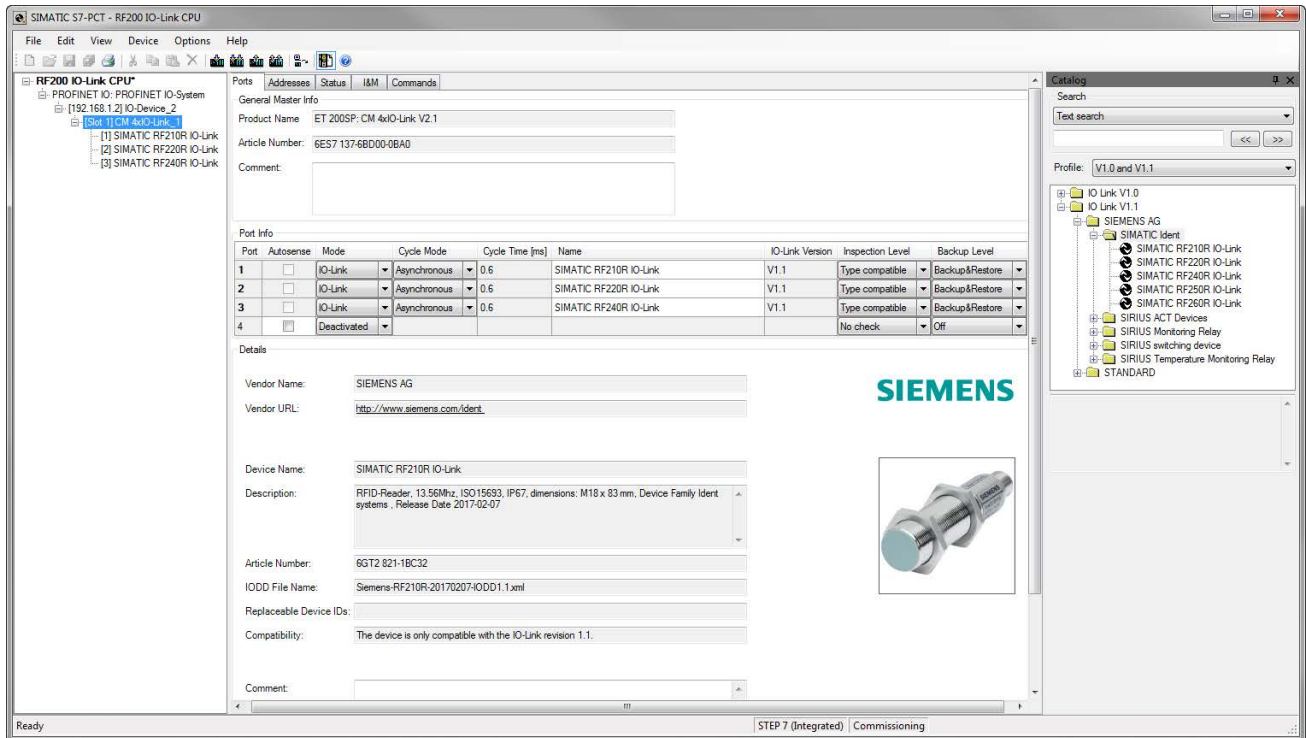 SIMATIC S7-PCT - RF200 IO-Link CPU
File Edit View Device Options Help
RF200 IO-Link CPU*
PROFINET IO: PROFINET IO-System
[192.168.1.2] IO-Device_2
[Slot 1] CM 4xIO-Link_1
[1] SIMATIC RF210R IO-Link
[2] SIMATIC RF220R IO-Link
[3] SIMATIC RF240R IO-Link
Ports Addresses Status I&M Commands
General Master Info
Product Name ET 200SP: CM 4xIO-Link V2.1
Article Number: 6ES7 137-6BD00-0BA0
Comment:
Port Info
Port Autosense Mode Cycle Mode Cycle Time [ms] Name IO-Link Version Inspection Level Backup Level
1 IO-Link Asynchronous 0.6 SIMATIC RF210R IO-Link V1.1 Type compatible Backup&Restore
2 IO-Link Asynchronous 0.6 SIMATIC RF220R IO-Link V1.1 Type compatible Backup&Restore
3 IO-Link Asynchronous 0.6 SIMATIC RF240R IO-Link V1.1 Type compatible Backup&Restore
4 Deactivated No check Off
Details
Vendor Name: SIEMENS AG
SIEMENS
Vendor URL: http://www.siemens.com/ident
Device Name: SIMATIC RF210R IO-Link
Description: RFID-Reader, 13.56Mhz, ISO15693, IP67, dimensions: M18 x 83 mm, Device Family Ident
systems , Release Date 2017-02-07
SIEMENS
Article Number: 6GT2 821-1BC32
IODD File Name: Siemens-RF210R-20170207-IODD1.1.xml
Replaceable Device IDs:
Compatibility: The device is only compatible with the IO-Link revision 1.1.
Comment:
Catalog
Search
Text search
<< >>
Profile: V1.0 and V1.1
IO Link V1.0
IO Link V1.1
SIEMENS AG
SIMATIC Ident
SIMATIC RF210R IO-Link
SIMATIC RF220R IO-Link
SIMATIC RF240R IO-Link
SIMATIC RF250R IO-Link
SIMATIC RF260R IO-Link
SIRIUS ACT Devices
SIRIUS Monitoring Relay
SIRIUS switching device
SIRIUS Temperature Monitoring Relay
STANDARD
Ready STEP 7 (Integrated) Commissioning